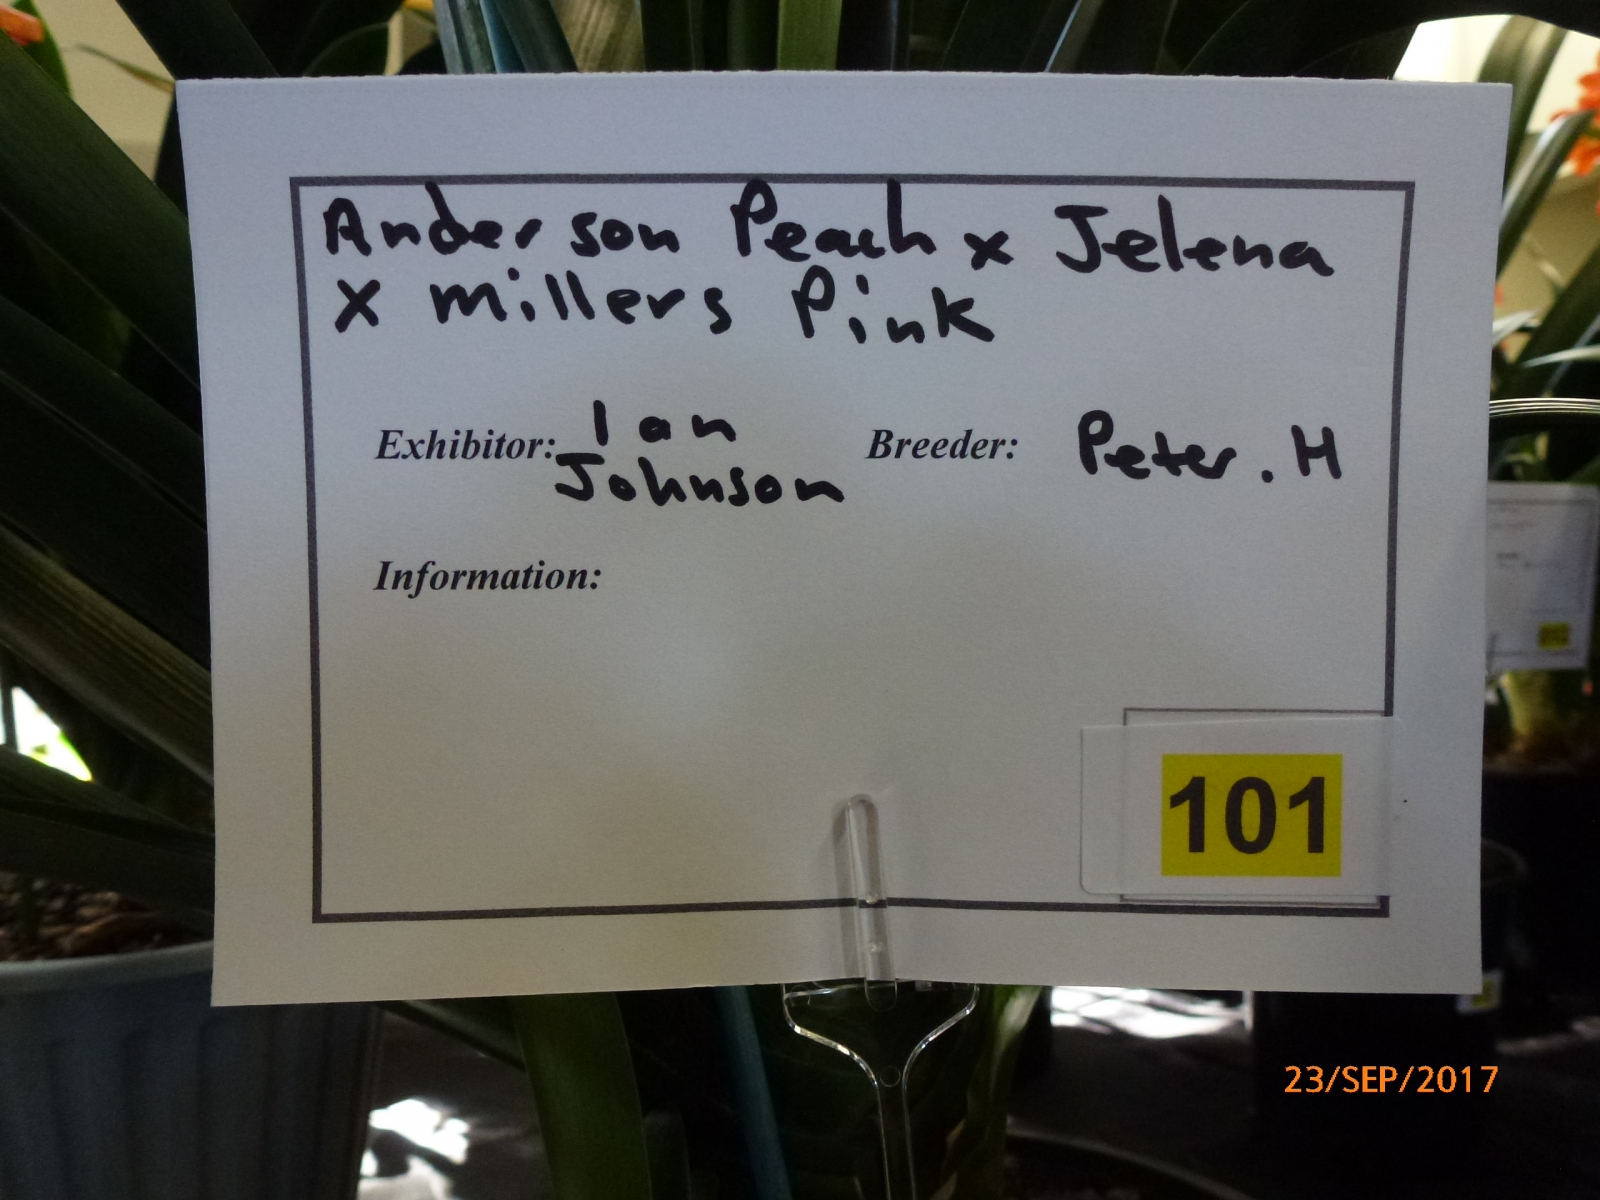 Anderson Peach x Jelena
x Millers Pink
Exhibitor: Ian Johnson
Breeder: Peter. H
Information:
101
23/SEP/2017